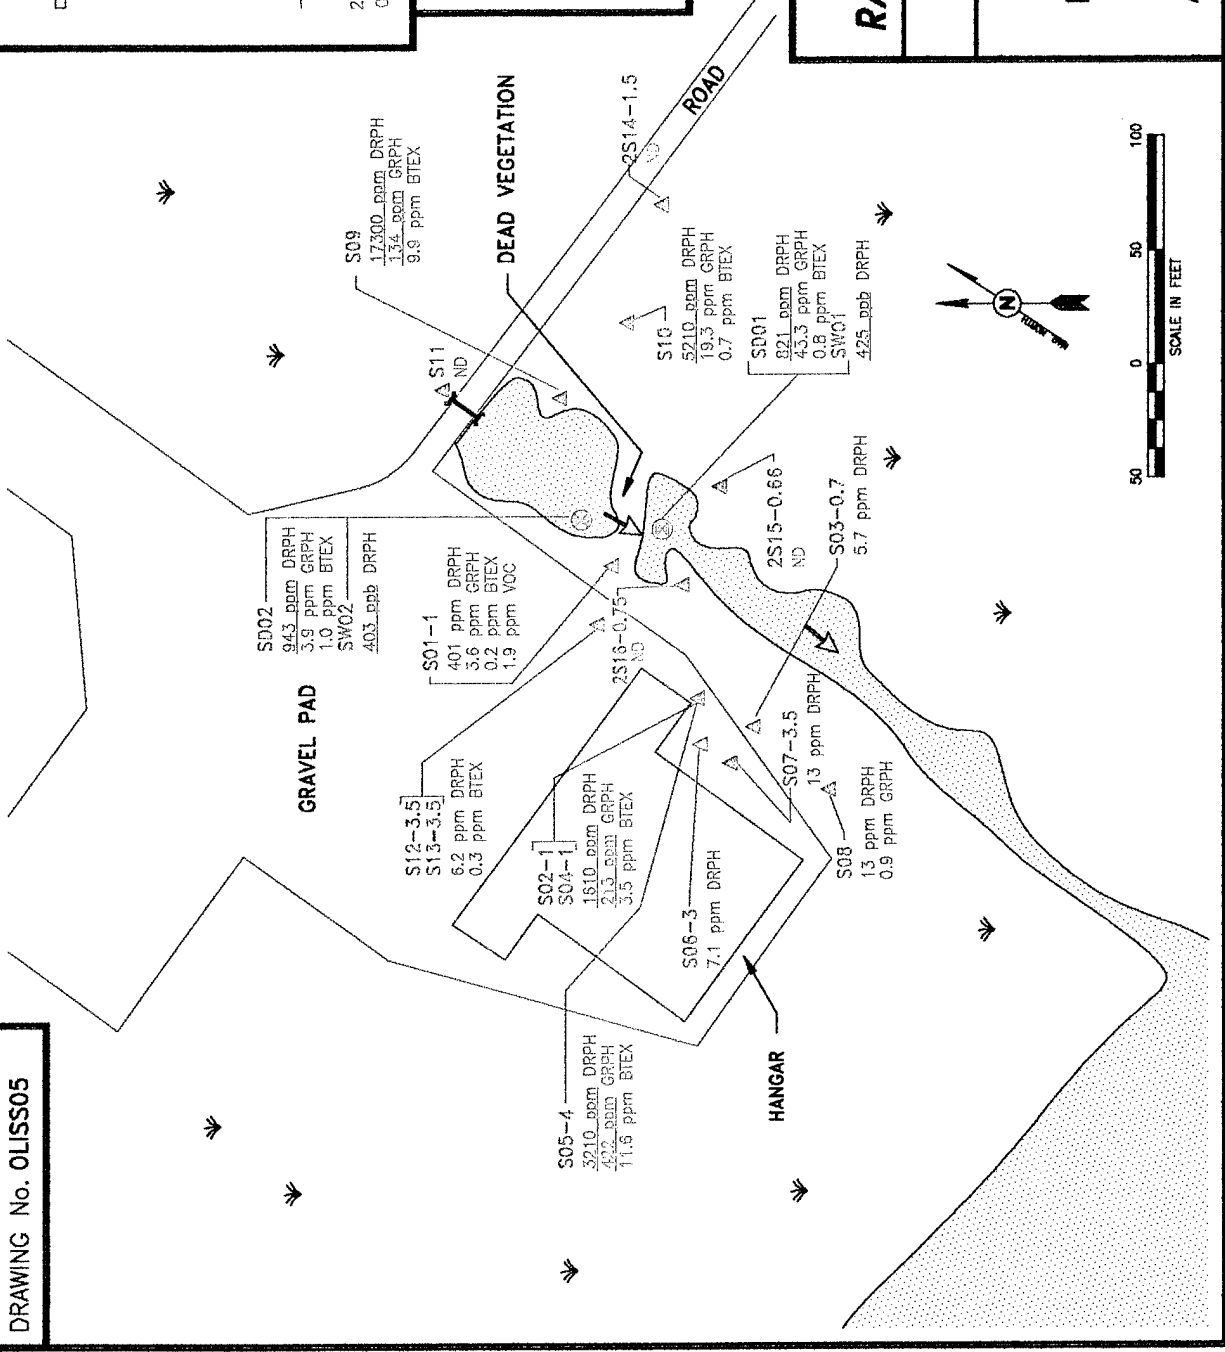 DRAWING No. OLISS05
RA
S09
17300 ppm DRPH
134 ppm GRPH
9.9 ppm BTEX
DEAD VEGETATION
2S14-1.5
ND
ROAD
S11
ND
S10
5210 ppm DRPH
19.3 ppm GRPH
0.7 ppm BTEX
SD01
821 ppm DRPH
43.3 ppm GRPH
0.8 ppm BTEX
SW01
425 ppb DRPH
SD02
943 ppm DRPH
3.9 ppm GRPH
1.0 ppm BTEX
SW02
403 ppb DRPH
S01-1
401 ppm DRPH
3.6 ppm GRPH
0.2 ppm BTEX
1.9 ppm VOC
2S16-0.75
ND
2S15-0.66
ND
S03-0.7
5.7 ppm DRPH
GRAVEL PAD
S12-3.5
S13-3.5
6.2 ppm DRPH
0.3 ppm BTEX
S02-1
S04-1
1610 ppm DRPH
213 ppm GRPH
3.5 ppm BTEX
S07-3.5
13 ppm DRPH
S08
13 ppm DRPH
0.9 ppm GRPH
S06-3
7.1 ppm DRPH
S05-4
3210 ppm DRPH
ppm GRPH
11.6 ppm BTEX
HANGAR
N
50 0 50 100
SCALE IN FEET